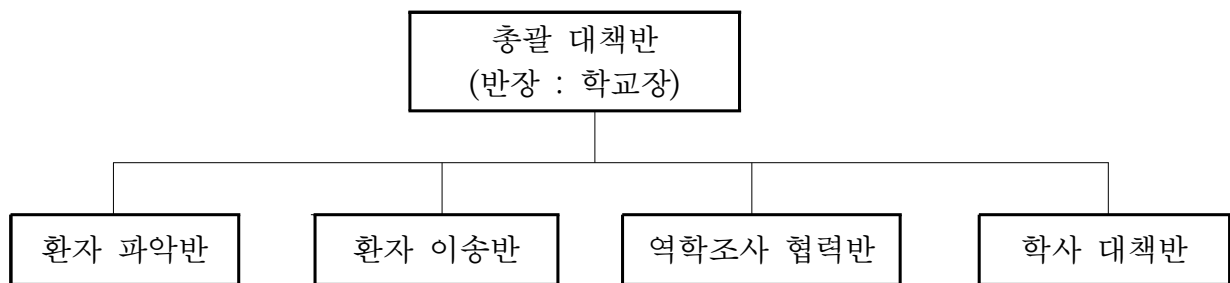 총괄 대책반
(반장 : 학교장)
환자 파악반
환자 이송반
역학조사 협력반
학사 대책반